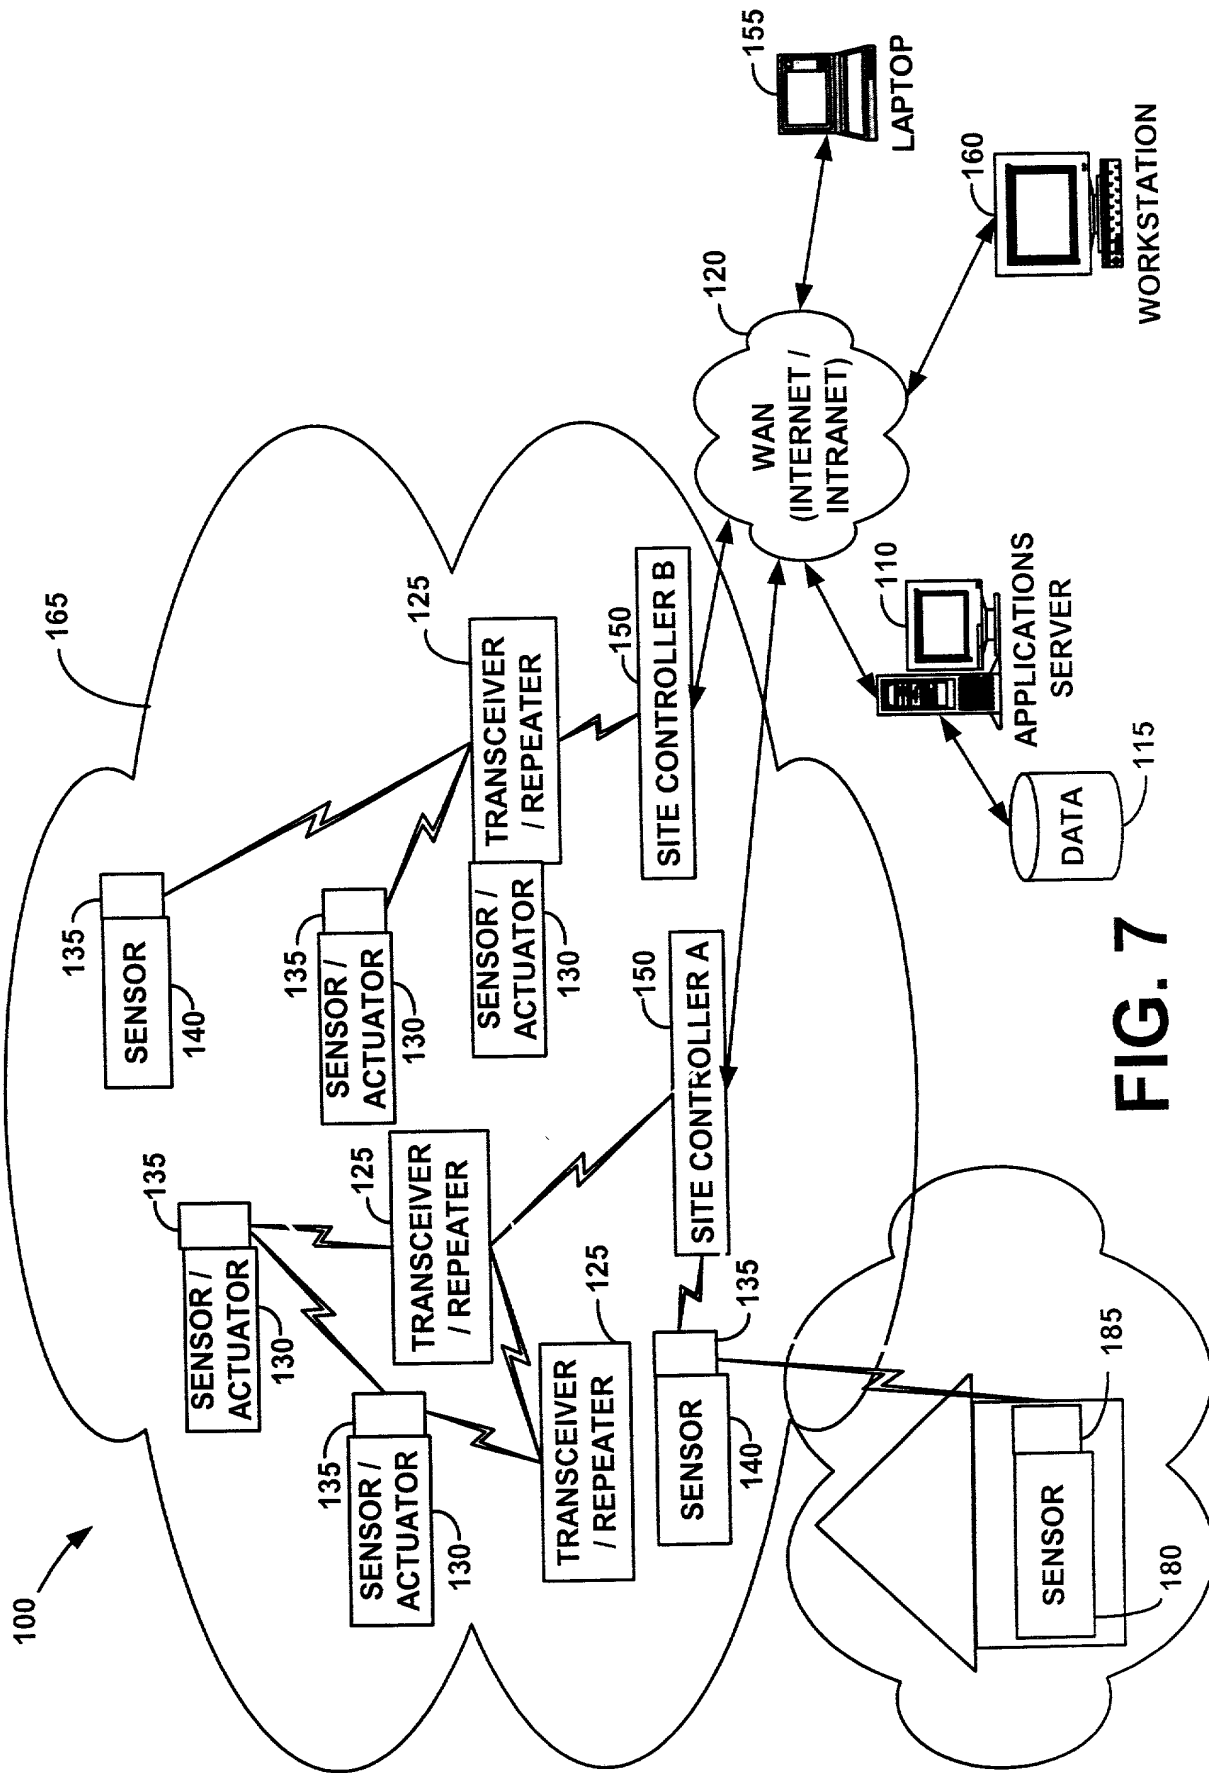 100
165
135
SENSOR /
ACTUATOR
130
135
SENSOR
140
135
SENSOR /
ACTUATOR
130
135
SENSOR /
ACTUATOR
130
125
TRANSCEIVER
/ REPEATER
125
TRANSCEIVER
/ REPEATER
SENSOR /
ACTUATOR
130
125
TRANSCEIVER
/ REPEATER
135
SENSOR
140
150
SITE CONTROLLER A
150
SITE CONTROLLER B
120
WAN
(INTERNET /
INTRANET)
155
LAPTOP
160
WORKSTATION
110
APPLICATIONS
SERVER
DATA
115
SENSOR
180
185
FIG. 7